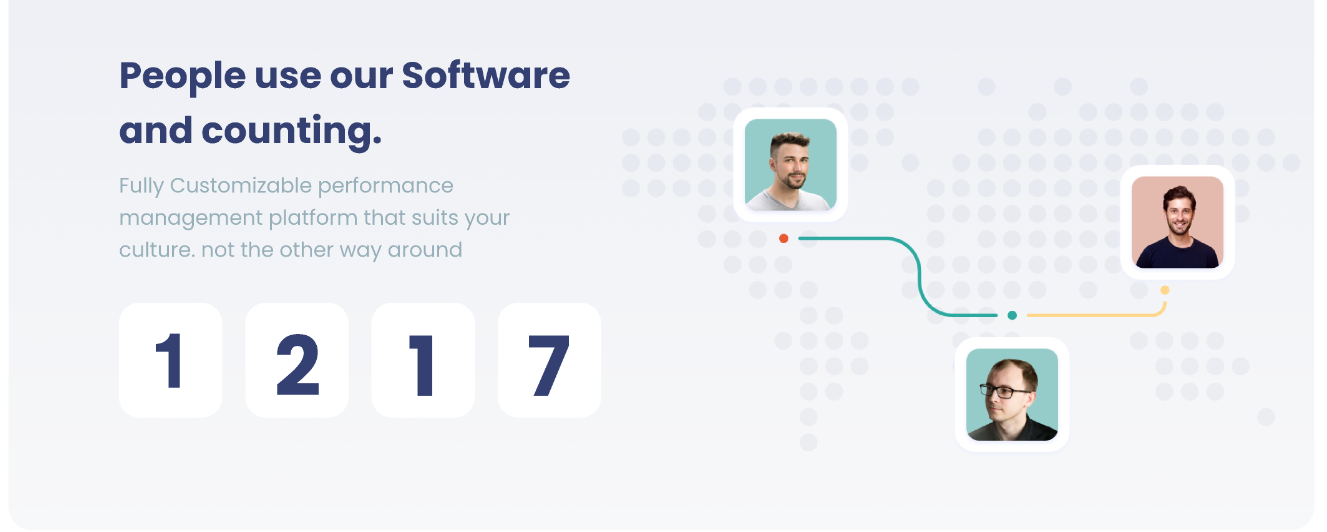 People use our Software
and counting.
Fully Customizable performance
management platform that suits your
culture. not the other way around
1 2 1 7